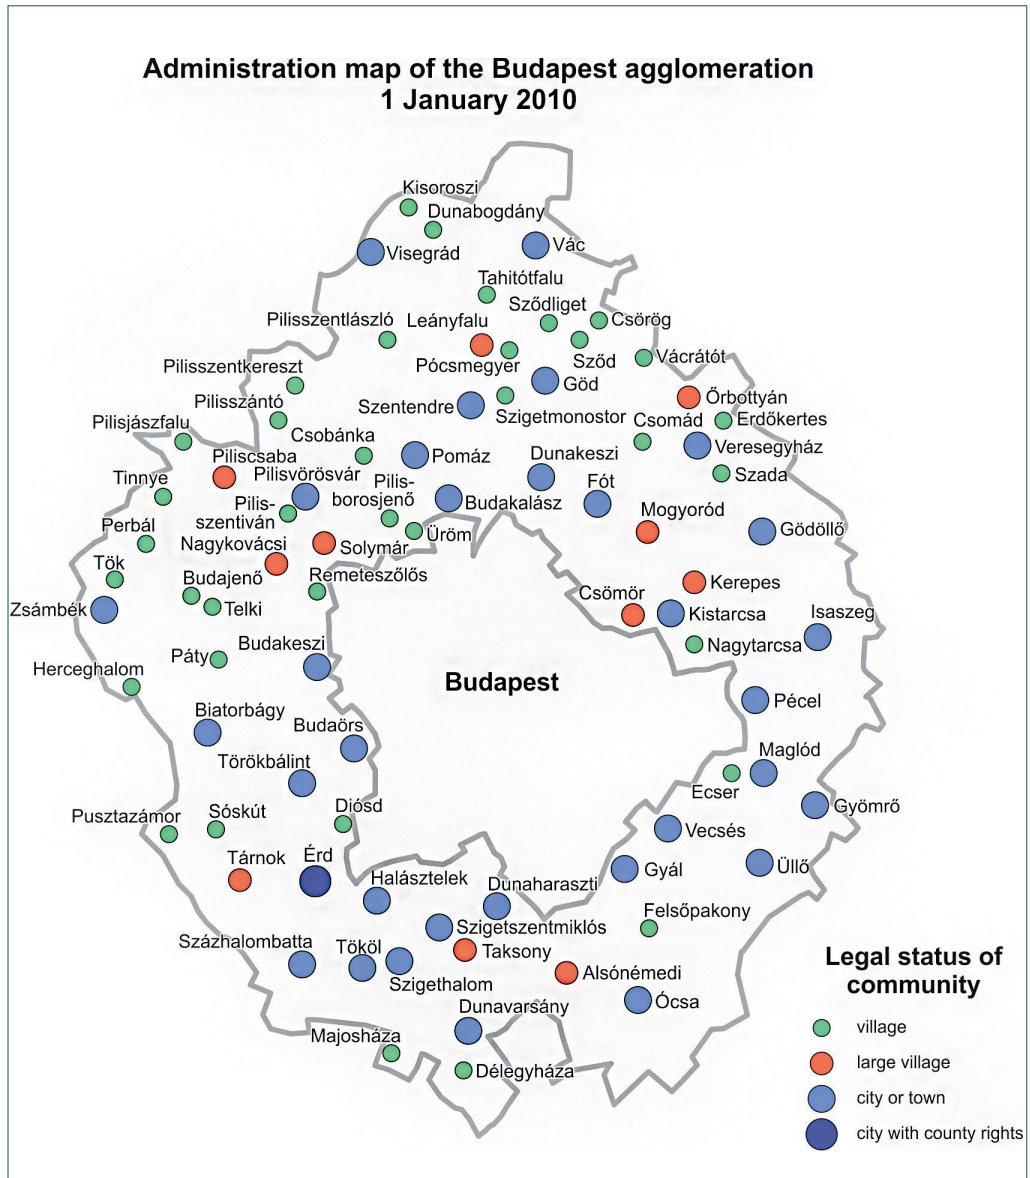 Administration map of the Budapest agglomeration
1 January 2010
Kisoroszi
Dunabogdány
Visegrád
Vác
Tahitótfalu
Sződliget
Pilisszentlászló
Leányfalu
Csörög
Pócsmegyer
Sződ
Vácrátót
Pilisszentkereszt
Göd
Pilisszántó
Szentendre
Szigetmonostor
Őrbottyán
Pilisjászfalu
Csobánka
Csomád
Erdőkertes
Piliscsaba
Pomáz
Dunakeszi
Veresegyház
Tinnye
Pilisvörösvár
Pilis-
borosjenő
Fót
Szada
Pilis-
szentiván
Budakalász
Mogyoród
Perbál
Nagykovácsi
Solymár
Üröm
Gödöllő
Tök
Budajenő
Remeteszőlős
Csömör
Kerepes
Zsámbék
Telki
Kistarcsa
Isaszeg
Páty
Budakeszi
Nagytarcsa
Herceghalom
Budapest
Pécel
Biatorbágy
Budaörs
Maglód
Törökbálint
Ecser
Pusztazámor
Sóskút
Diósd
Gyömrő
Vecsés
Tárnok
Érd
Halásztelek
Dunaharaszti
Gyál
Üllő
Szigetszentmiklós
Felsőpakony
Százhalombatta
Tököl
Taksony
Szigethalom
Alsónémedi
Dunavarsány
Ócsa
Majosháza
Délegyháza
Legal status of
community
village
large village
city or town
city with county rights